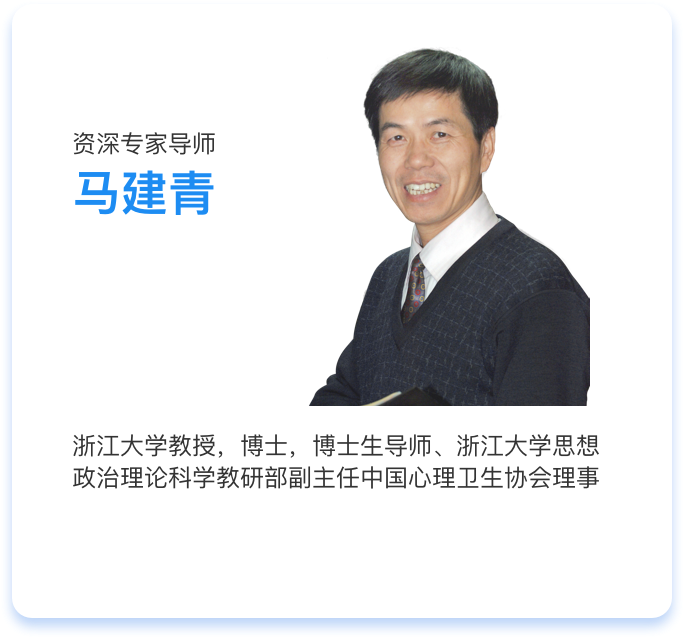 资深专家导师
马建青
浙江大学教授，博士，博士生导师、浙江大学思想
政治理论科学教研部副主任中国心理卫生协会理事